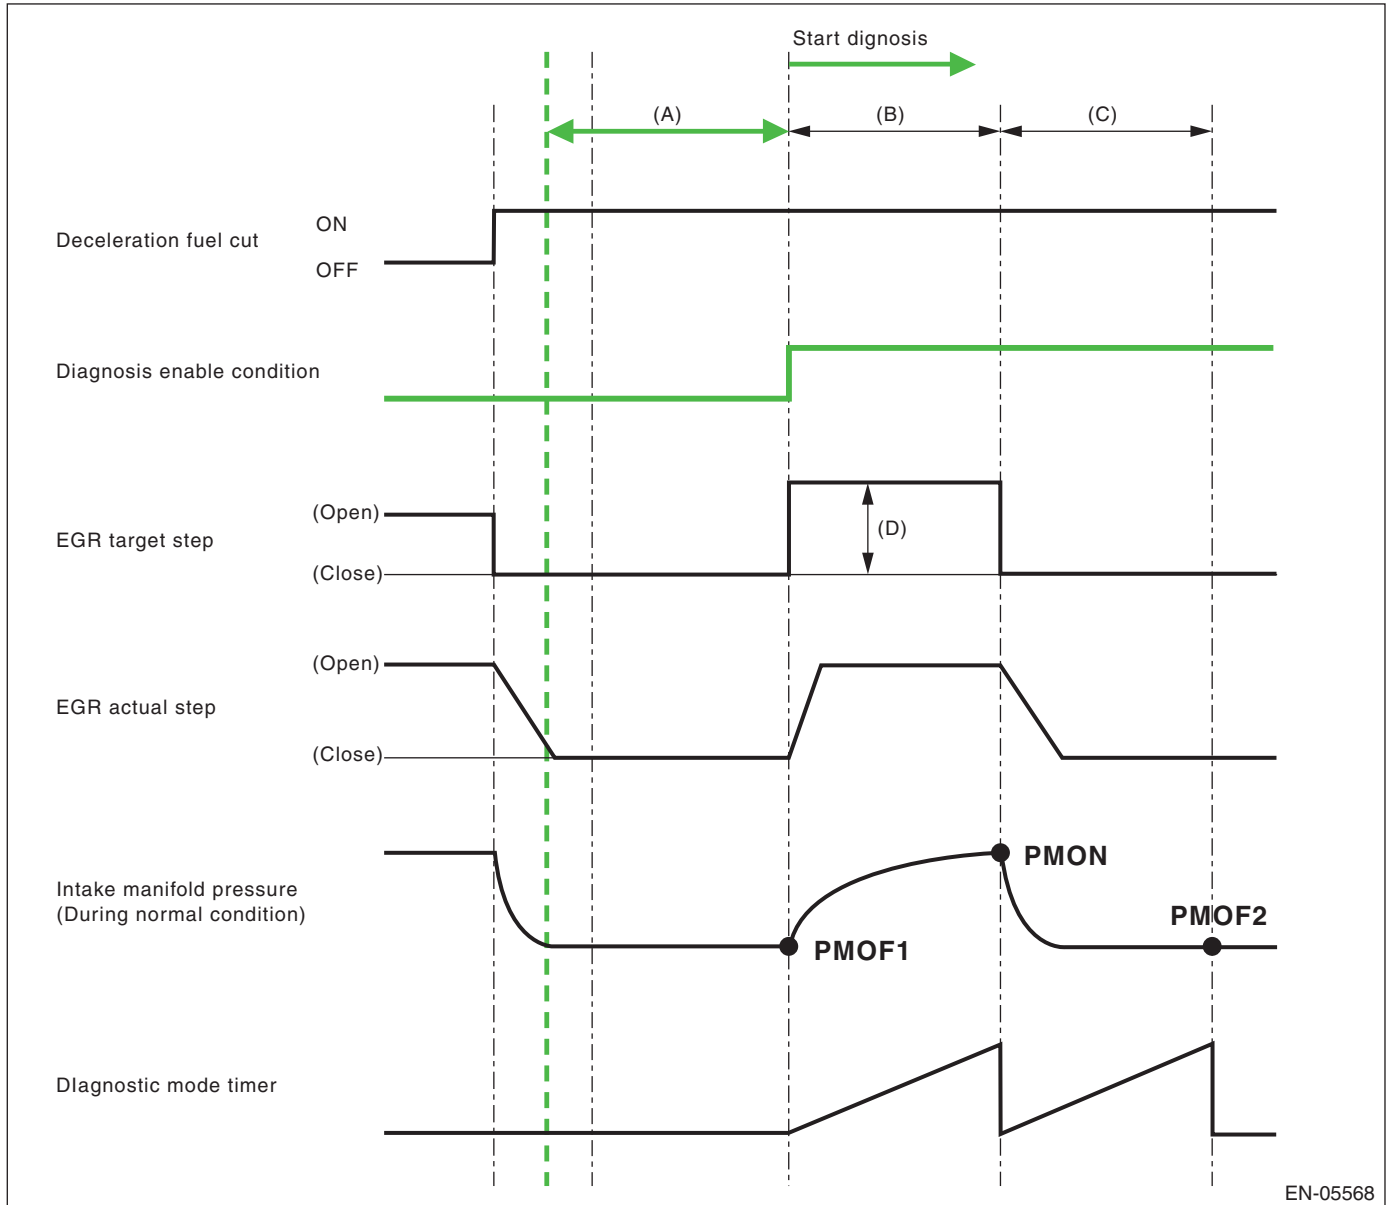 Start dignosis
(A)
(B)
(C)
Deceleration fuel cut
ON
OFF
Diagnosis enable condition
EGR target step
(Open)
(Close)
(D)
EGR actual step
(Open)
(Close)
Intake manifold pressure
(During normal condition)
PMOF1
PMON
PMOF2
DIagnostic mode timer
EN-05568